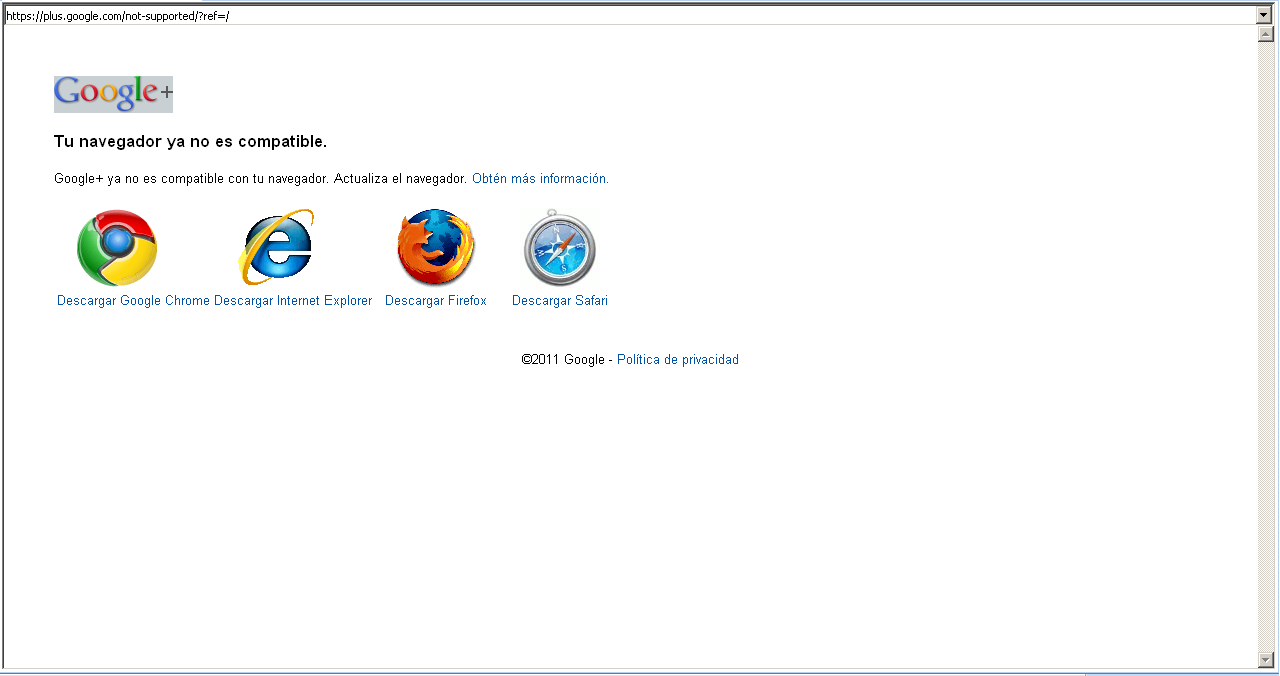 https://plus.google.com/not-supported/?ref=/
Google+
Tu navegador ya no es compatible.
Google+ ya no es compatible con tu navegador. Actualiza el navegador. Obtén más información.
Descargar Google Chrome Descargar Internet Explorer Descargar Firefox Descargar Safari
©2011 Google - Política de privacidad